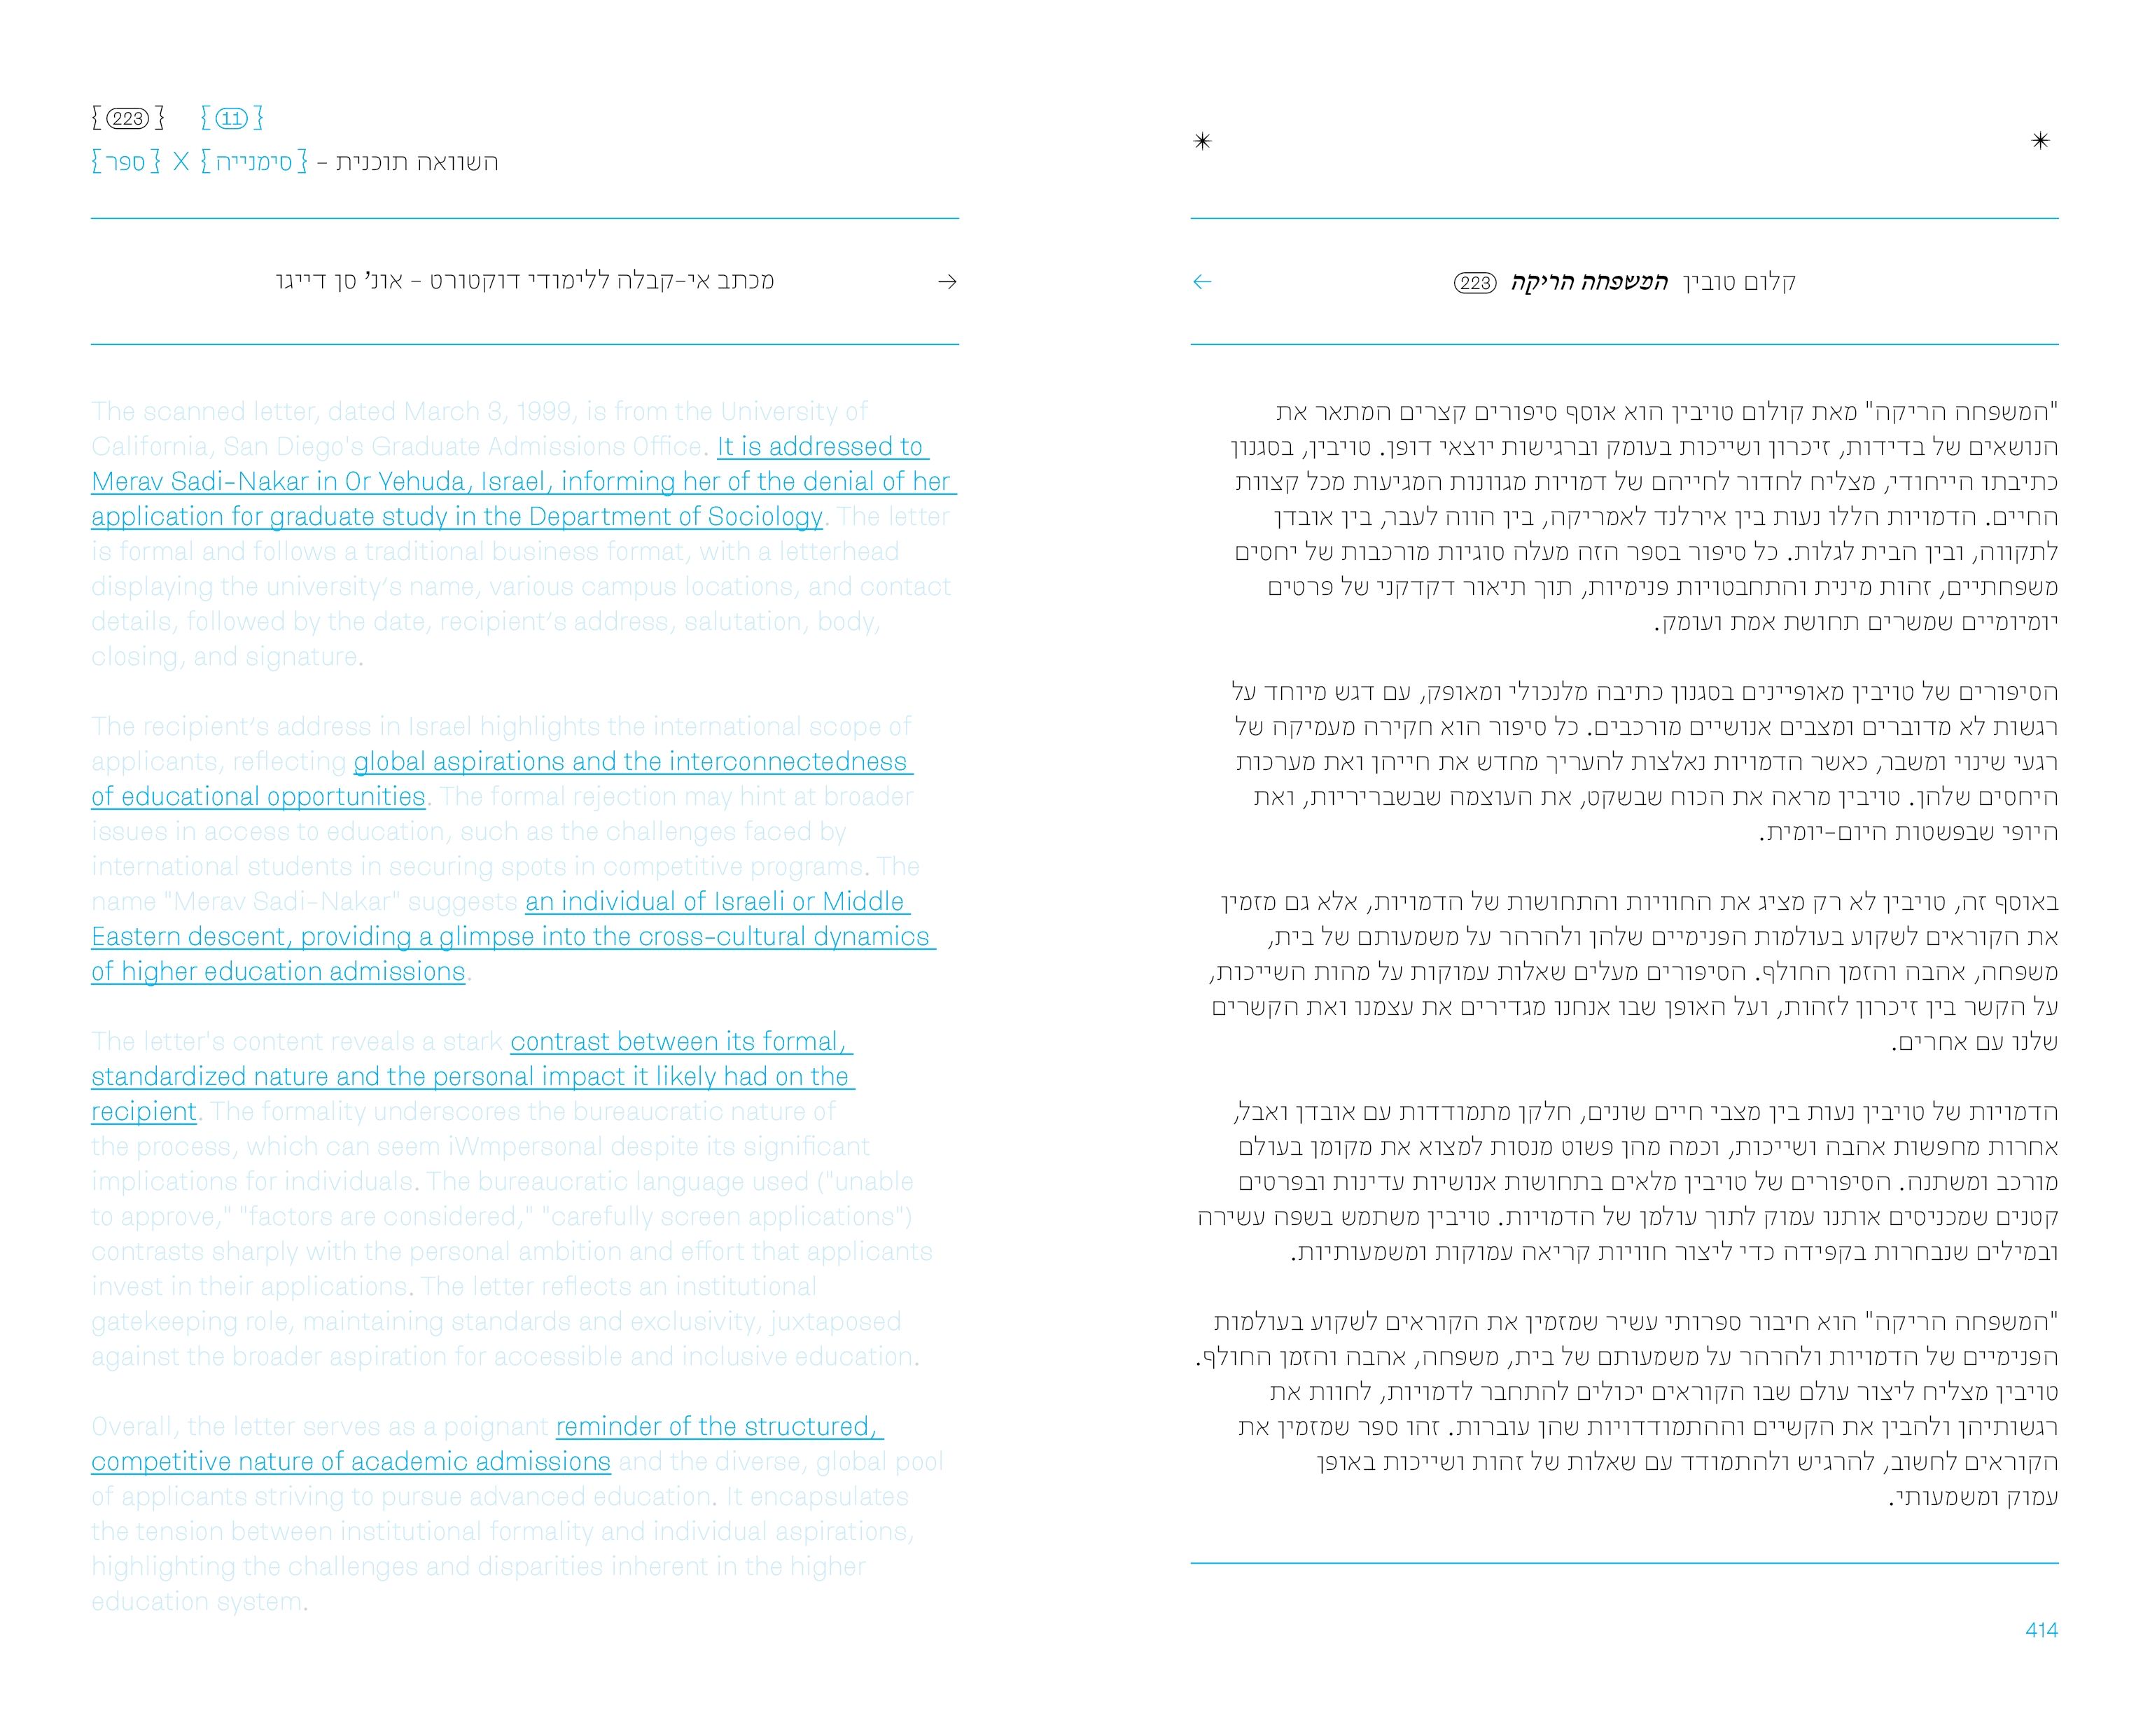 {223} {11}
השוואה תוכנית - {סימנייה} X {ספר}
מכתב אי-קבלה ללימודי דוקטורט - אונ' סן דייגו →
The scanned letter, dated March 3, 1999, is from the University of
California, San Diego's Graduate Admissions Office. It is addressed to
Merav Sadi-Nakar in Or Yehuda, Israel, informing her of the denial of her
application for graduate study in the Department of Sociology. The letter
is formal and follows a traditional business format, with a letterhead
displaying the university's name, various campus locations, and contact
details, followed by the date, recipient's address, salutation, body,
closing, and signature.
The recipient's address in Israel highlights the international scope of
applicants, reflecting global aspirations and the interconnectedness
of educational opportunities. The formal rejection may hint at broader
issues in access to education, such as the challenges faced by
international students in securing spots in competitive programs. The
name "Merav Sadi-Nakar" suggests an individual of Israeli or Middle
Eastern descent, providing a glimpse into the cross-cultural dynamics
of higher education admissions.
The letter's content reveals a stark contrast between its formal,
standardized nature and the personal impact it likely had on the
recipient. The formality underscores the bureaucratic nature of
the process, which can seem iWmpersonal despite its significant
implications for individuals. The bureaucratic language used ("unable
to approve," "factors are considered," "carefully screen applications")
contrasts sharply with the personal ambition and effort that applicants
invest in their applications. The letter reflects an institutional
gatekeeping role, maintaining standards and exclusivity, juxtaposed
against the broader aspiration for accessible and inclusive education.
Overall, the letter serves as a poignant reminder of the structured,
competitive nature of academic admissions and the diverse, global pool
of applicants striving to pursue advanced education. It encapsulates
the tension between institutional formality and individual aspirations,
highlighting the challenges and disparities inherent in the higher
education system.
קלום טובין המשפחה הריקה 223 ←
"המשפחה הריקה" מאת קולום טויבין הוא אוסף סיפורים קצרים המתאר את
הנושאים של בדידות, זיכרון ושייכות בעומק וברגישות יוצאי דופן. טויבין, בסגנון
כתיבתו הייחודי, מצליח לחדור לחייהם של דמויות מגוונות המגיעות מכל קצוות
החיים. הדמויות הללו נעות בין אירלנד לאמריקה, בין הווה לעבר, בין אובדן
לתקווה, ובין הבית לגלות. כל סיפור בספר הזה מעלה סוגיות מורכבות של יחסים
משפחתיים, זהות מינית והתחבטויות פנימיות, תוך תיאור דקדקני של פרטים
יומיומיים שמשרים תחושת אמת ועומק.
הסיפורים של טויבין מאופיינים בסגנון כתיבה מלנכולי ומאופק, עם דגש מיוחד על
רגשות לא מדוברים ומצבים אנושיים מורכבים. כל סיפור הוא חקירה מעמיקה של
רגעי שינוי ומשבר, כאשר הדמויות נאלצות להעריך מחדש את חייהן ואת מערכות
היחסים שלהן. טויבין מראה את הכוח שבשקט, את העוצמה שבשבריריות, ואת
היופי שבפשטות היום-יומית.
באוסף זה, טויבין לא רק מציג את החוויות והתחושות של הדמויות, אלא גם מזמין
את הקוראים לשקוע בעולמות הפנימיים שלהן ולהרהר על משמעותם של בית,
משפחה, אהבה והזמן החולף. הסיפורים מעלים שאלות עמוקות על מהות השייכות,
על הקשר בין זיכרון לזהות, ועל האופן שבו אנחנו מגדירים את עצמנו ואת הקשרים
שלנו עם אחרים.
הדמויות של טויבין נעות בין מצבי חיים שונים, חלקן מתמודדות עם אובדן ואבל,
אחרות מחפשות אהבה ושייכות, וכמה מהן פשוט מנסות למצוא את מקומן בעולם
מורכב ומשתנה. הסיפורים של טויבין מלאים בתחושות אנושיות עדינות ובפרטים
קטנים שמכניסים אותנו עמוק לתוך עולמן של הדמויות. טויבין משתמש בשפה עשירה
ובמילים שנבחרות בקפידה כדי ליצור חוויות קריאה עמוקות ומשמעותיות.
"המשפחה הריקה" הוא חיבור ספרותי עשיר שמזמין את הקוראים לשקוע בעולמות
הפנימיים של הדמויות ולהרהר על משמעותם של בית, משפחה, אהבה והזמן החולף.
טויבין מצליח ליצור עולם שבו הקוראים יכולים להתחבר לדמויות, לחוות את
רגשותיהן ולהבין את הקשיים וההתמודדויות שהן עוברות. זהו ספר שמזמין את
הקוראים לחשוב, להרגיש ולהתמודד עם שאלות של זהות ושייכות באופן
עמוק ומשמעותי.
414